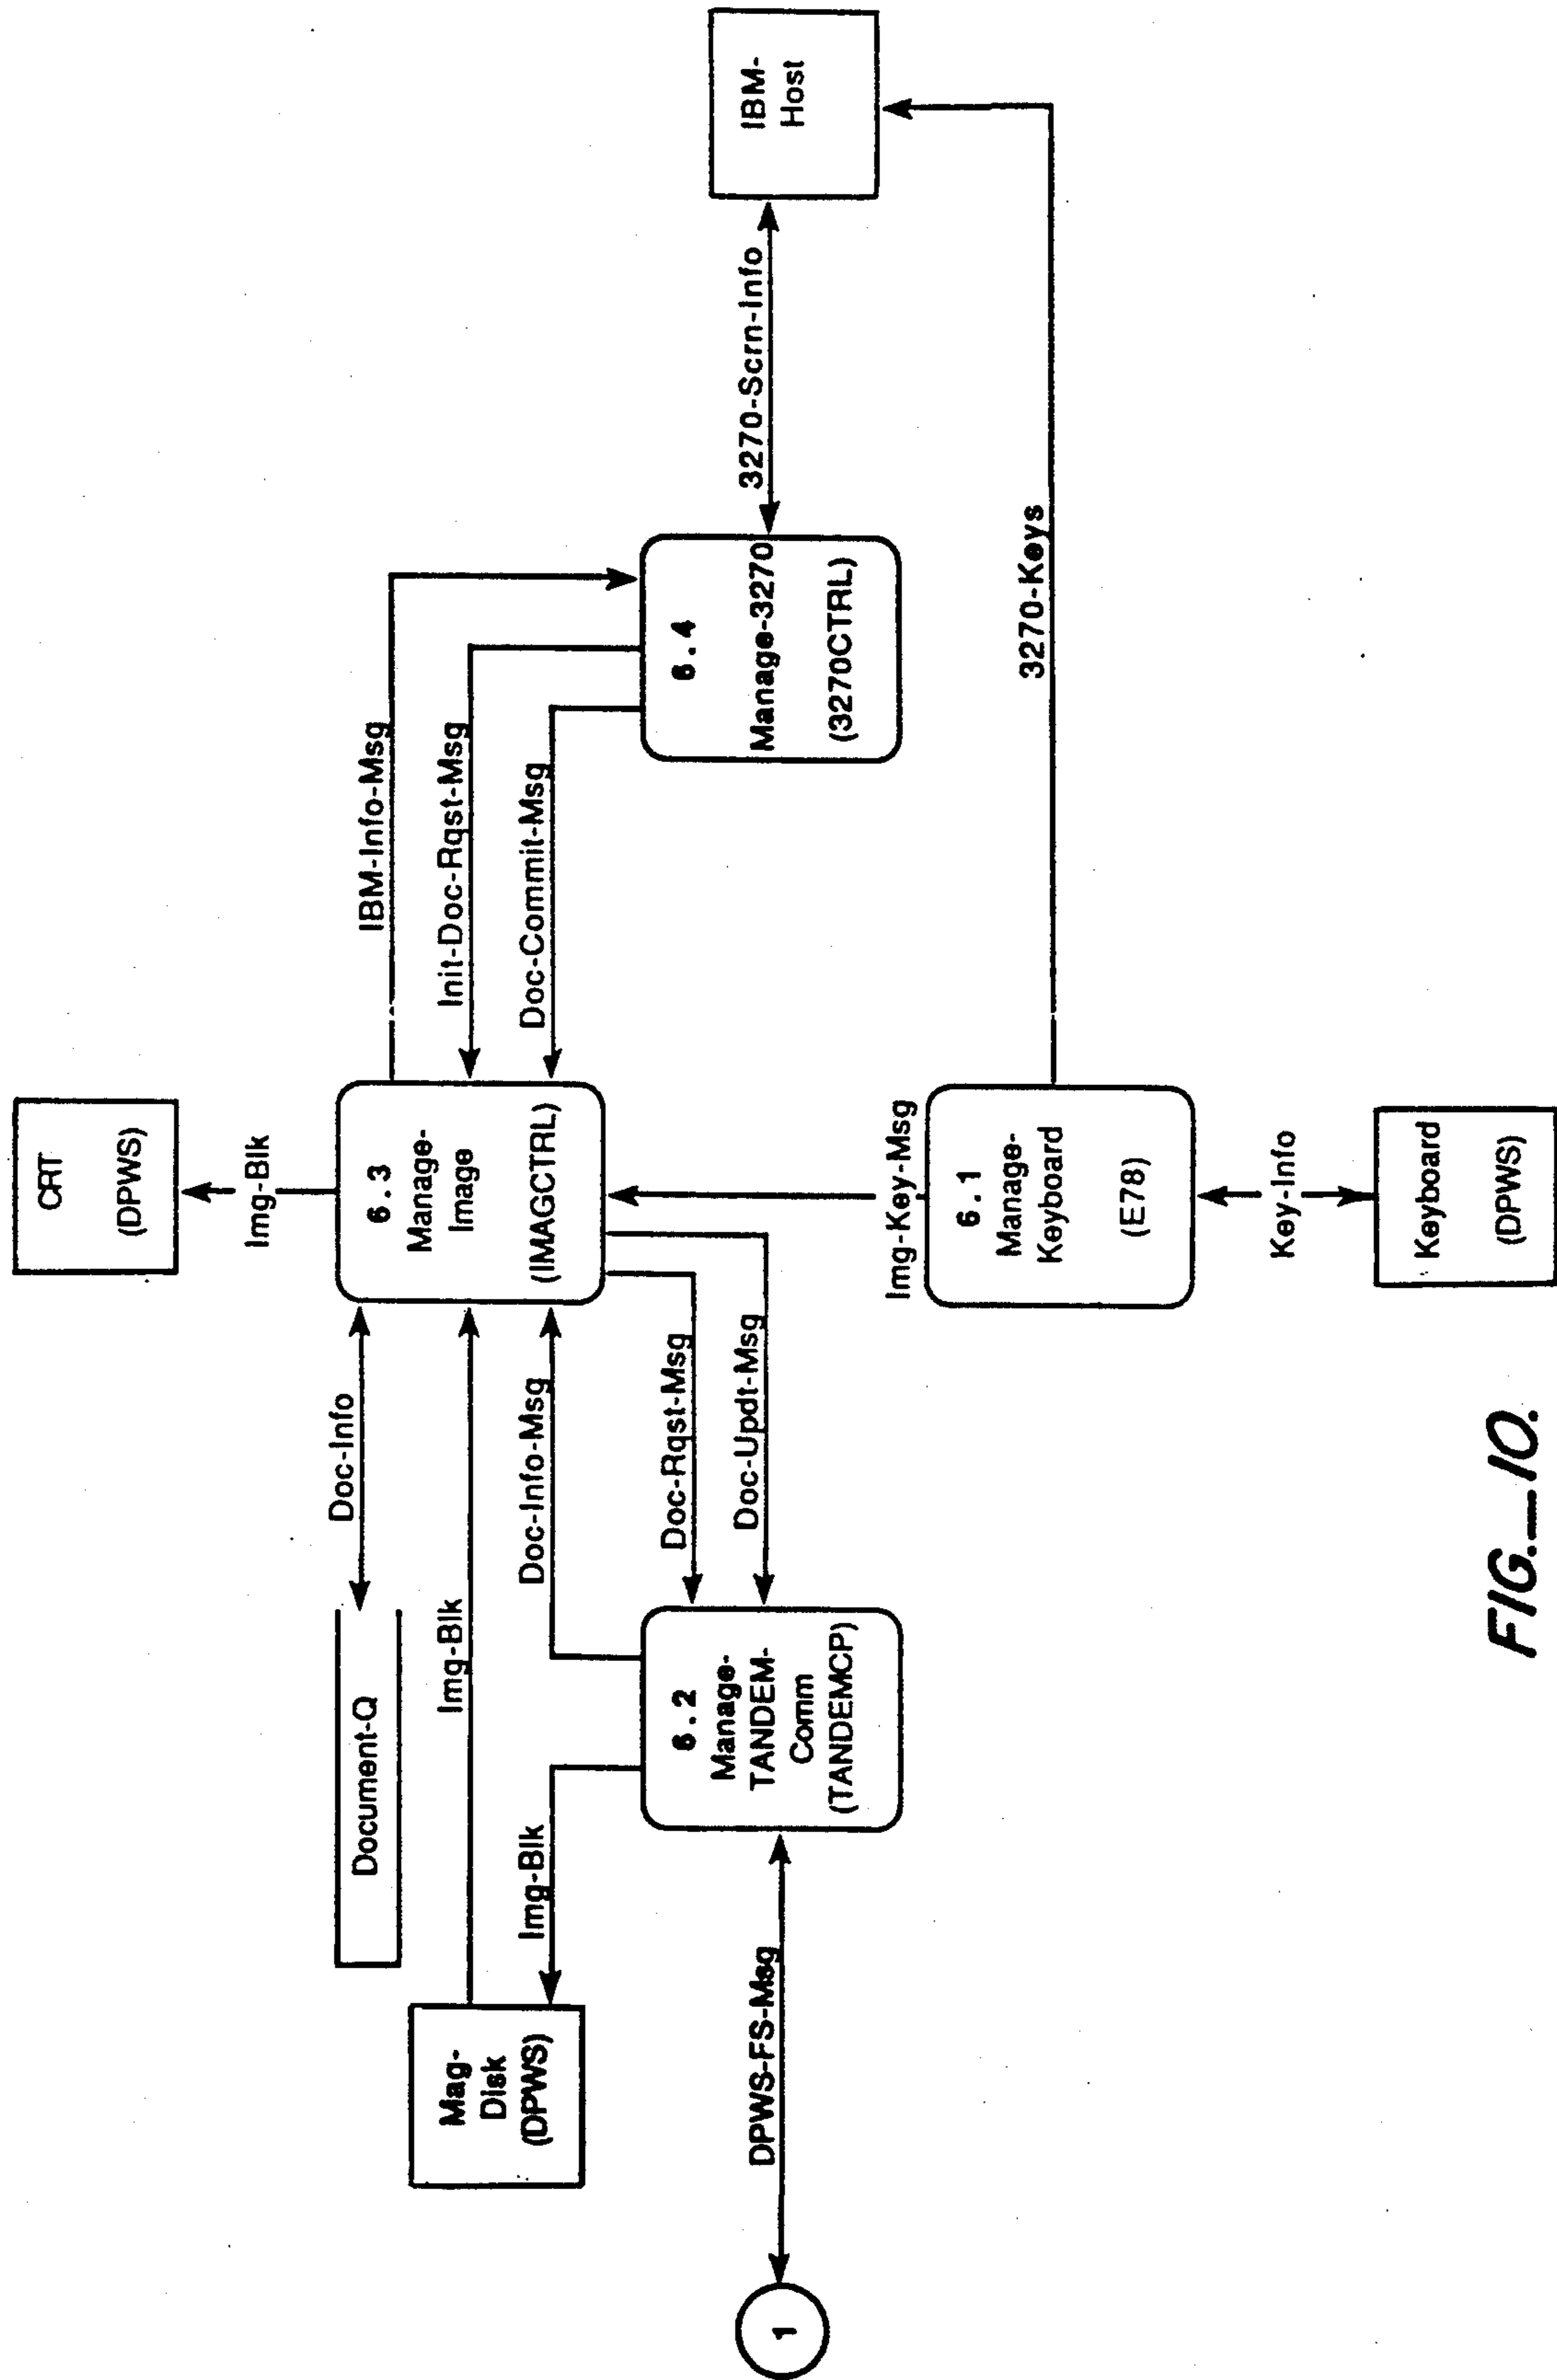 CRT
(DPWS)
Img-Blk
Document-Q
Doc-Info
6.3
Manage-
Image
(IMAGCTRL)
IBM-Info-Msg
Mag-
Disk
(DPWS)
Img-Blk
Init-Doc-Rqst-Msg
Img-Blk
Doc-Info-Msg
Doc-Commit-Msg
6.2
Manage-
TANDEM-
Comm
(TANDEMCP)
Doc-Rqst-Msg
Doc-Updt-Msg
6.4
Manage-3270
(3270CTRL)
3270-Scrn-Info
IBM-
Host
1
DPWS-FS-Msg
Img-Key-Msg
6.1
Manage-
Keyboard
(E78)
3270-Keys
Key-Info
Keyboard
(DPWS)
FIG._10.